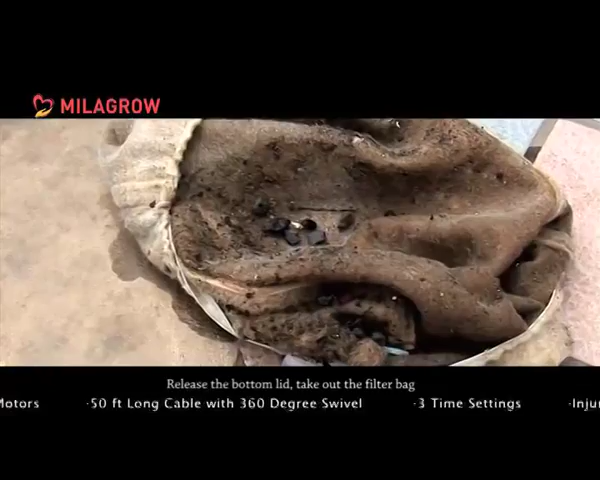 MILAGROW
Release the bottom lid, take out the filter bag
Motors ·50 ft Long Cable with 360 Degree Swivel ·3 Time Settings ·Inju